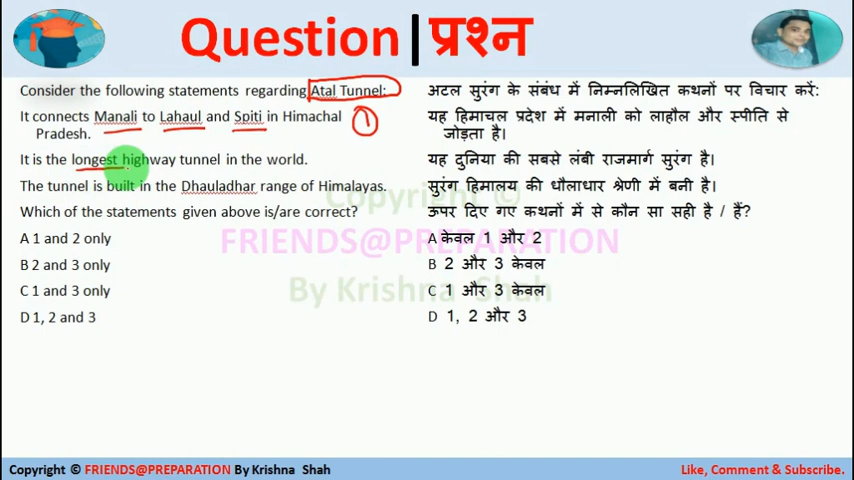 Question|प्रश्न
Consider the following statements regarding Atal Tunnel:
It connects Manali to Lahaul and Spiti in Himachal
Pradesh.
1
It is the longest highway tunnel in the world.
The tunnel is built in the Dhauladhar range of Himalayas.
Which of the statements given above is/are correct?
A 1 and 2 only
B 2 and 3 only
C 1 and 3 only
D 1, 2 and 3
अटल सुरंग के संबंध में निम्नलिखित कथनों पर विचार करें:
यह हिमाचल प्रदेश में मनाली को लाहौल और स्पीति से
जोड़ता है।
यह दुनिया की सबसे लंबी राजमार्ग सुरंग है।
सुरंग हिमालय की धौलाधार श्रेणी में बनी है।
ऊपर दिए गए कथनों में से कौन सा सही है / हैं?
A केवल 1 और 2
B 2 और 3 केवल
C 1 और 3 केवल
D 1, 2 और 3
Copyright ©
FRIENDS@PREPARATION
By Krishna Shah
Copyright © FRIENDS@PREPARATION By Krishna Shah
Like, Comment & Subscribe.